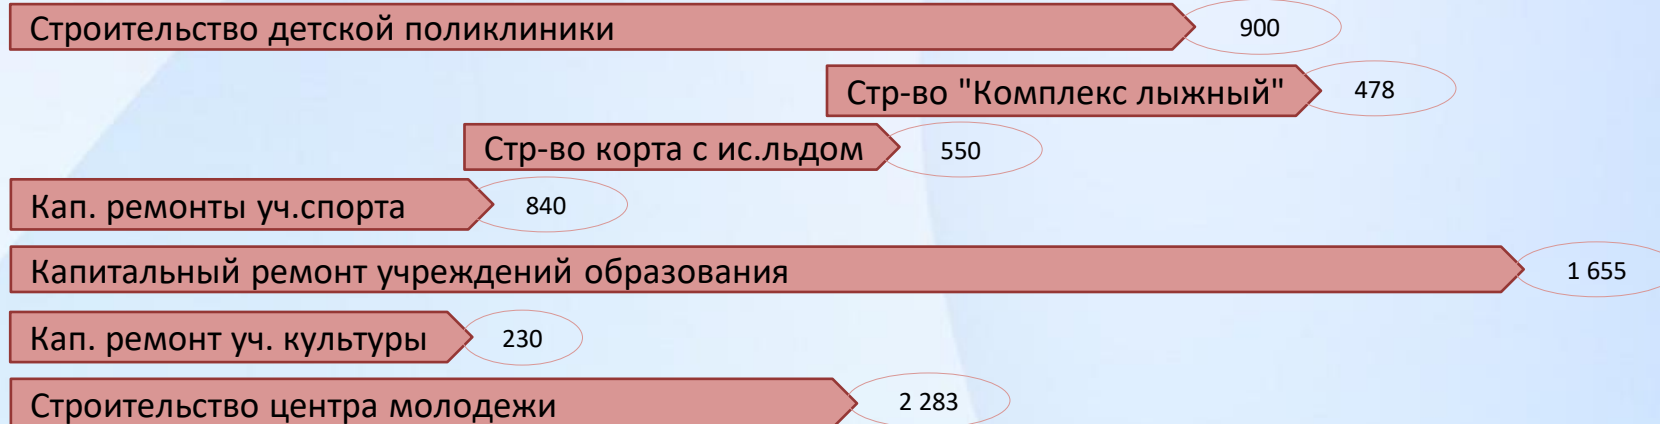 Строительство детской поликлиники 900
Стр-во "Комплекс лыжный" 478
Стр-во корта с ис.льдом 550
Кап. ремонты уч.спорта 840
Капитальный ремонт учреждений образования 1 655
Кап. ремонт уч. культуры 230
Строительство центра молодежи 2 283